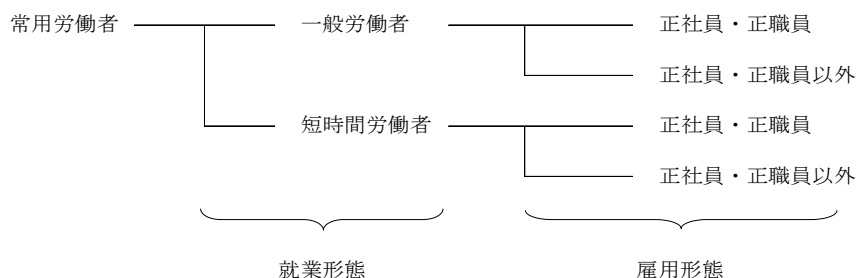 常用労働者 一般労働者 正社員・正職員
正社員・正職員以外
短時間労働者 正社員・正職員
正社員・正職員以外
就業形態 雇用形態